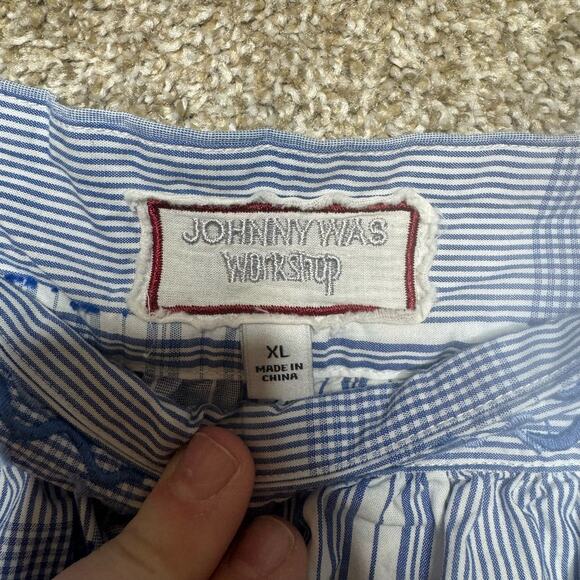 JOHNNY WAS
WORKSHOP
XL
MADE IN
CHINA